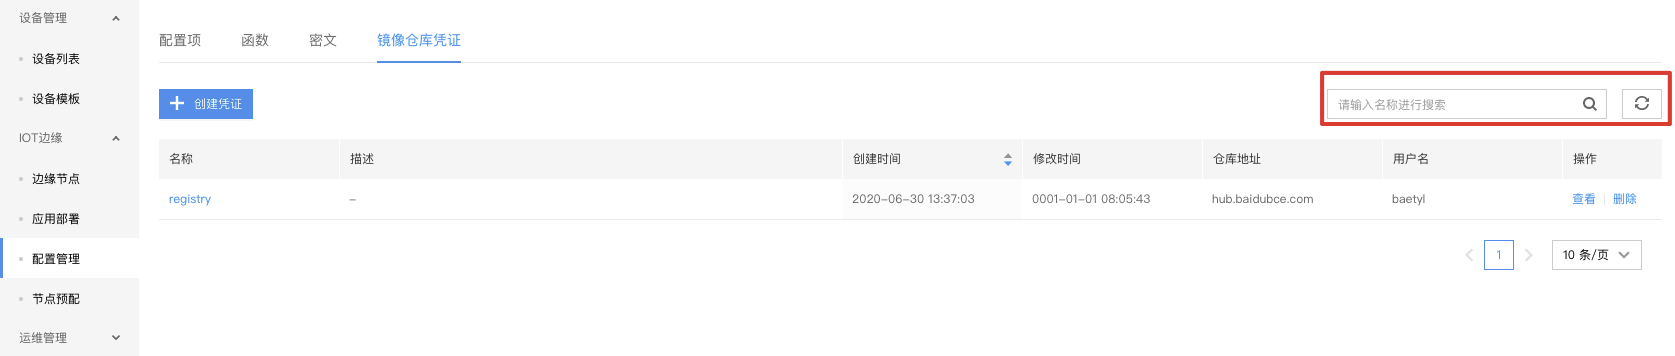 设备管理
设备列表
设备模板
IOT边缘
边缘节点
应用部署
配置管理
节点预配
运维管理
配置项 函数 密文 镜像仓库凭证
创建凭证
请输入名称进行搜索
名称 描述 创建时间 修改时间 仓库地址 用户名 操作
registry - 2020-06-30 13:37:03 0001-01-01 08:05:43 hub.baidubce.com baetyl 查看 删除
1 10 条/页